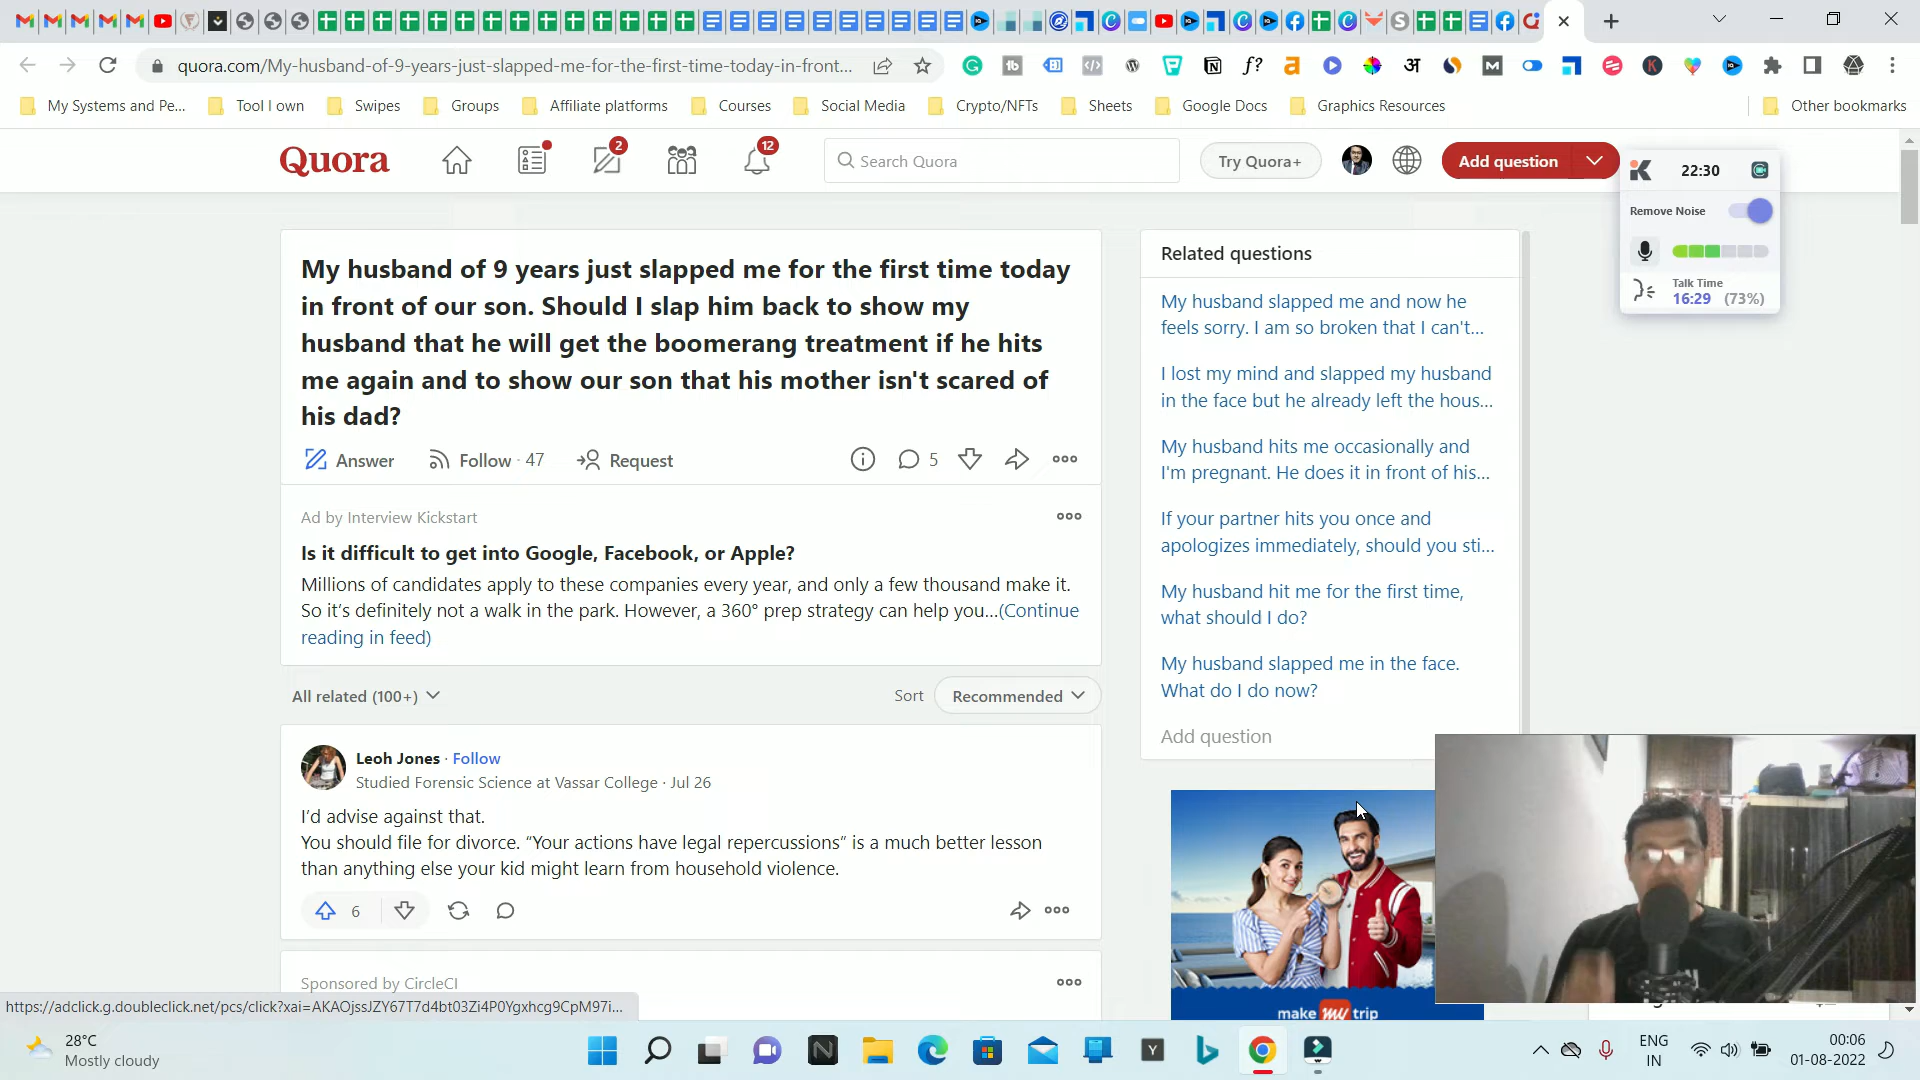 quora.com/My-husband-of-9-years-just-slapped-me-for-the-first-time-today-in-front...
My Systems and Pe...
Tool I own
Swipes
Groups
Affiliate platforms
Courses
Social Media
Crypto/NFTs
Sheets
Google Docs
Graphics Resources
Other bookmarks
Quora
2
12
Search Quora
Try Quora+
Add question
22:30
Remove Noise
Talk Time
16:29 (73%)
My husband of 9 years just slapped me for the first time today
in front of our son. Should I slap him back to show my
husband that he will get the boomerang treatment if he hits
me again and to show our son that his mother isn't scared of
his dad?
Answer
Follow · 47
Request
5
Ad by Interview Kickstart
Is it difficult to get into Google, Facebook, or Apple?
Millions of candidates apply to these companies every year, and only a few thousand make it.
So it's definitely not a walk in the park. However, a 360° prep strategy can help you...(Continue
reading in feed)
All related (100+)
Sort
Recommended
Leoh Jones · Follow
Studied Forensic Science at Vassar College · Jul 26
I'd advise against that.
You should file for divorce. “Your actions have legal repercussions” is a much better lesson
than anything else your kid might learn from household violence.
6
Sponsored by CircleCI
Related questions
My husband slapped me and now he
feels sorry. I am so broken that I can't...
I lost my mind and slapped my husband
in the face but he already left the hous...
My husband hits me occasionally and
I'm pregnant. He does it in front of his...
If your partner hits you once and
apologizes immediately, should you sti...
My husband hit me for the first time,
what should I do?
My husband slapped me in the face.
What do I do now?
Add question
make my trip
https://adclick.g.doubleclick.net/pcs/click?xai=AKAOjssJZY67T7d4bt03Zi4P0Ygxhcg9CpM97i...
28°C
Mostly cloudy
ENG
IN
00:06
01-08-2022